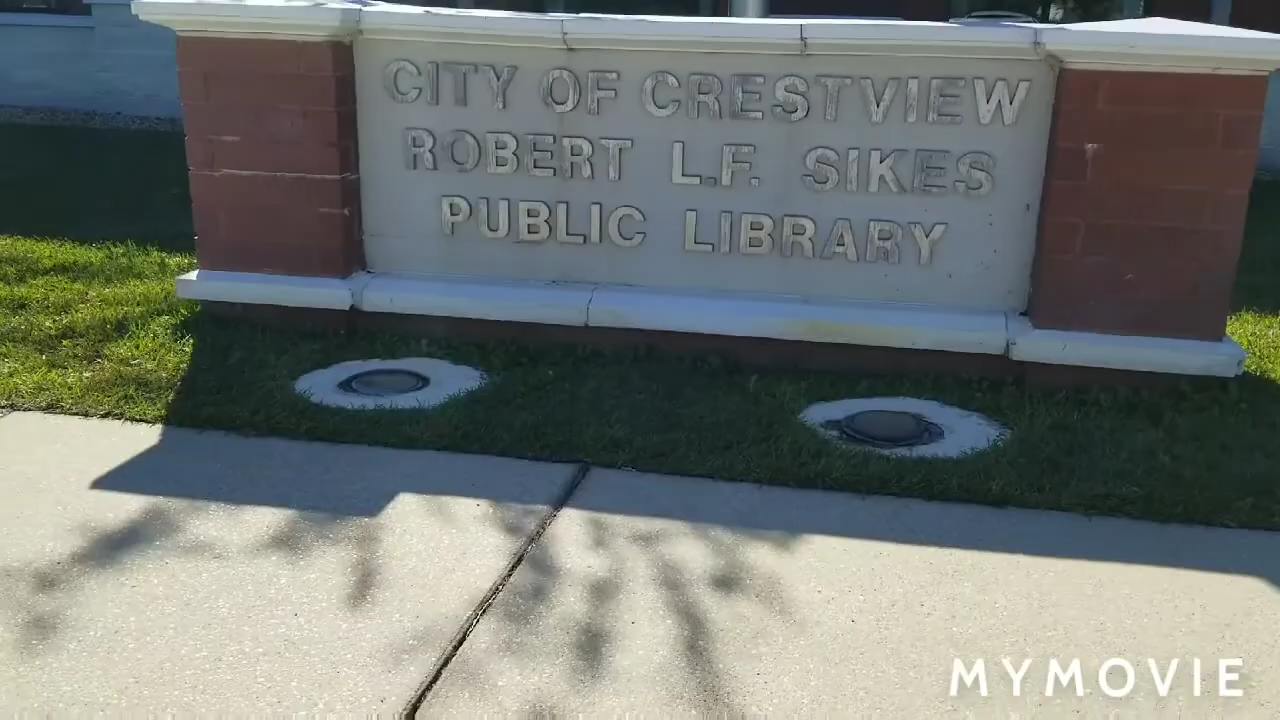 CITY OF CRESTVIEW
ROBERT L.F. SIKES
PUBLIC LIBRARY
MYMOVIE